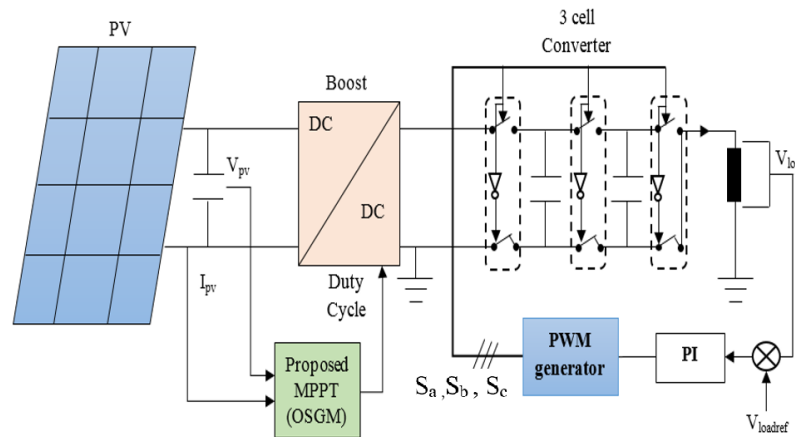 PV
3 cell
Converter
Boost
DC
DC
V_pv
I_pv
Duty
Cycle
Proposed
MPPT
(OSGM)
S_a ,S_b , S_c
PWM
generator
PI
V_lo
V_loadref